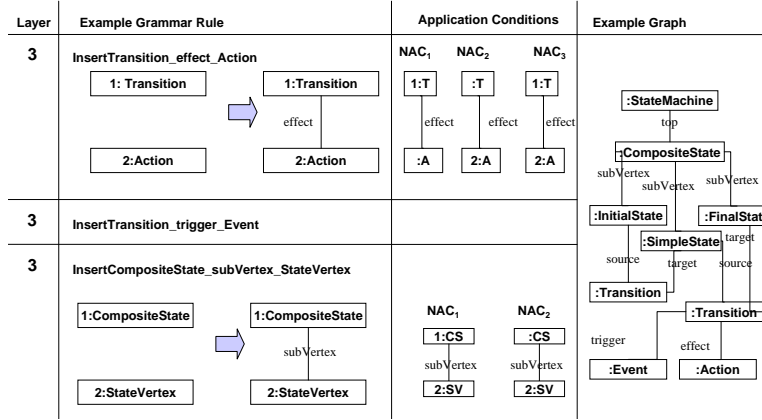 Layer Example Grammar Rule Application Conditions Example Graph
3 InsertTransition_effect_Action
NAC1 NAC2 NAC3
1: Transition 1:Transition
1:T :T 1:T
effect effect effect effect
2:Action 2:Action
:A 2:A 2:A
3 InsertTransition_trigger_Event
3 InsertCompositeState_subVertex_StateVertex
NAC1 NAC2
1:CompositeState 1:CompositeState
1:CS :CS
subVertex subVertex subVertex
2:StateVertex 2:StateVertex
2:SV 2:SV
:StateMachine
top
:CompositeState
subVertex subVertex subVertex
:InitialState :FinalStat
:SimpleState target
source target source
:Transition
:Transition
trigger effect
:Event :Action